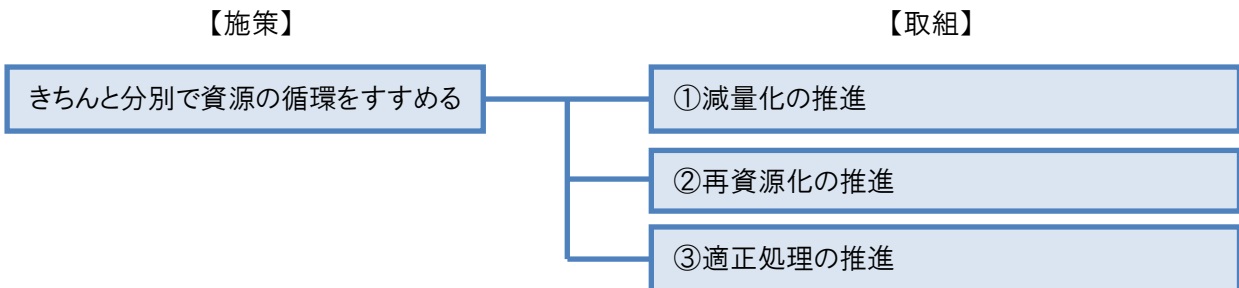 【施策】
【取組】
きちんと分別で資源の循環をすすめる
①減量化の推進
②再資源化の推進
③適正処理の推進